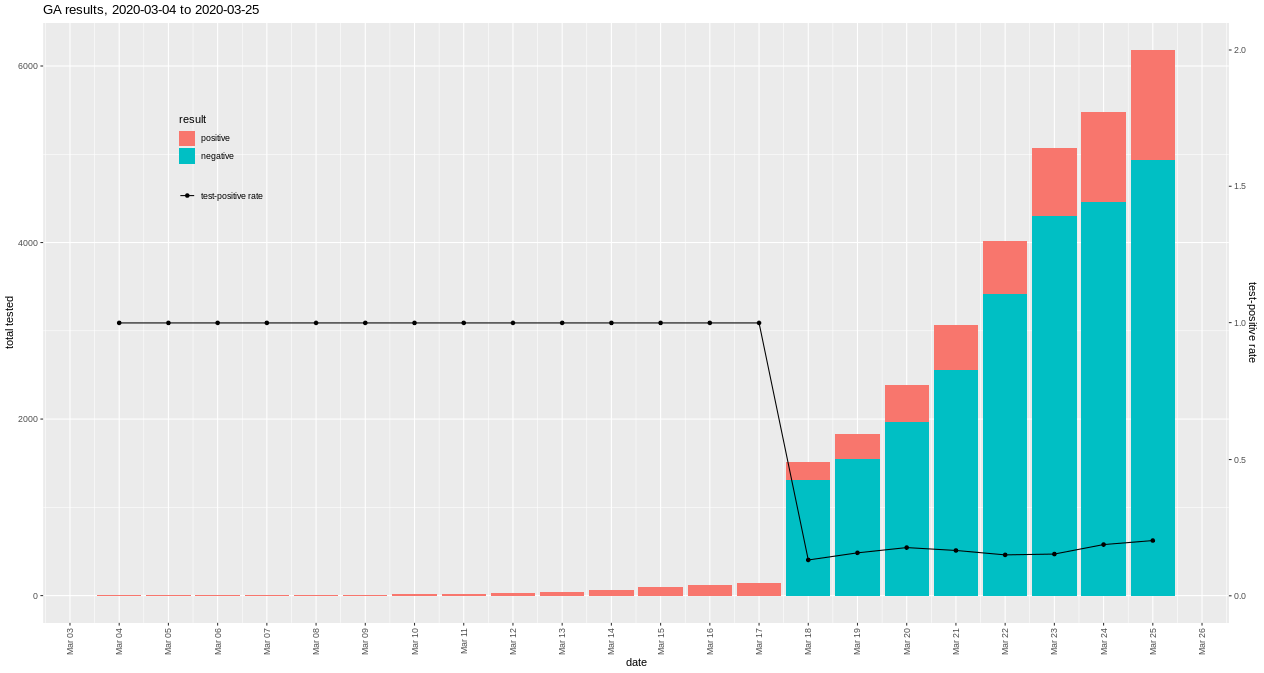 GA results, 2020-03-04 to 2020-03-25
result
positive
negative
test-positive rate
6000
4000
2000
0
total tested
2.0
1.5
1.0
0.5
0.0
test-positive rate
Mar 03
Mar 04
Mar 05
Mar 06
Mar 07
Mar 08
Mar 09
Mar 10
Mar 11
Mar 12
Mar 13
Mar 14
Mar 15
Mar 16
Mar 17
Mar 18
Mar 19
Mar 20
Mar 21
Mar 22
Mar 23
Mar 24
Mar 25
Mar 26
date